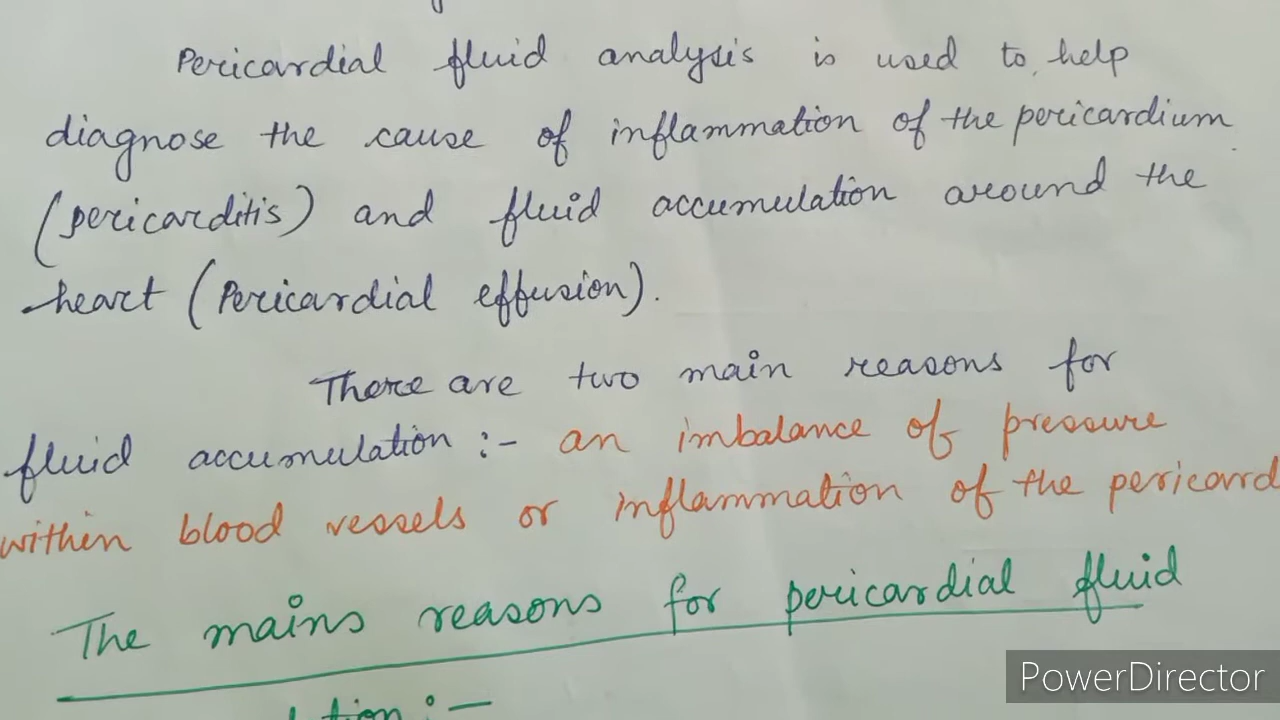 Pericardial fluid analysis is used to help
diagnose the cause of inflammation of the pericardium
(pericarditis) and fluid accumulation around the
heart (Pericardial effusion).
There are two main reasons for
fluid accumulation :- an imbalance of pressure
within blood vessels or inflammation of the pericard
The mains reasons for pericardial fluid
:-
PowerDirector